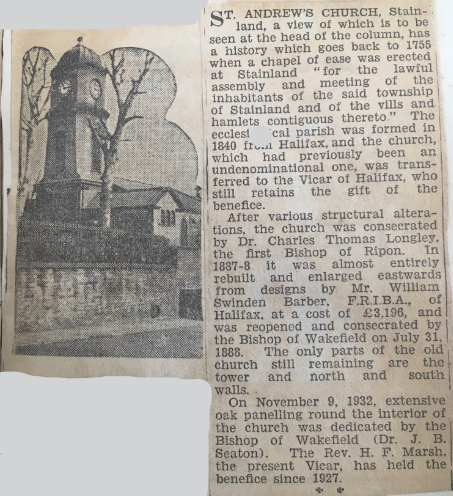 ST. ANDREW'S CHURCH, Stain-
land, a view of which is to be
seen at the head of the column, has
a history which goes back to 1755
when a chapel of ease was erected
at Stainland "for the lawful
assembly and meeting of the
inhabitants of the said township
of Stainland and of the vills and
hamlets contiguous thereto." The
ecclesi cal parish was formed in
1840 from Halifax, and the church,
which had previously been an
undenominational one, was trans-
ferred to the Vicar of Halifax, who
still retains the gift of the
benefice.
After various structural altera-
tions, the church was consecrated
by Dr. Charles Thomas Longley,
the first Bishop of Ripon. In
1887-8 it was almost entirely
rebuilt and enlarged eastwards
from designs by Mr. William
Swinden Barber, F.R.I.B.A., of
Halifax, at a cost of £3,196, and
was reopened and consecrated by
the Bishop of Wakefield on July 31,
1888. The only parts of the old
church still remaining are the
tower and north and south
walls.
On November 9, 1932, extensive
oak panelling round the interior of
the church was dedicated by the
Bishop of Wakefield (Dr. J. B.
Seaton). The Rev. H. F. Marsh,
the present Vicar, has held the
benefice since 1927.